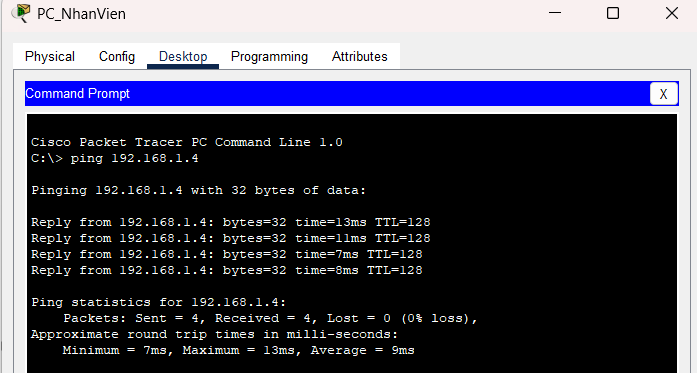 PC_NhanVien
Physical Config Desktop Programming Attributes
Command Prompt X
Cisco Packet Tracer PC Command Line 1.0
C:\> ping 192.168.1.4
Pinging 192.168.1.4 with 32 bytes of data:
Reply from 192.168.1.4: bytes=32 time=13ms TTL=128
Reply from 192.168.1.4: bytes=32 time=11ms TTL=128
Reply from 192.168.1.4: bytes=32 time=7ms TTL=128
Reply from 192.168.1.4: bytes=32 time=8ms TTL=128
Ping statistics for 192.168.1.4:
Packets: Sent = 4, Received = 4, Lost = 0 (0% loss),
Approximate round trip times in milli-seconds:
Minimum = 7ms, Maximum = 13ms, Average = 9ms